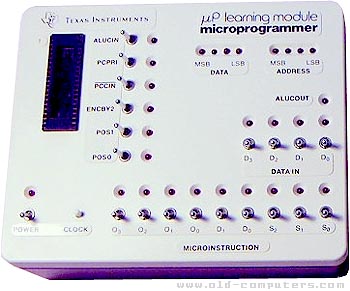 TEXAS INSTRUMENTS
µP learning module
microprogrammer
ALUCIN
PCPRI
PCCIN
ENCBY2
POS1
POS0
MSB LSB
DATA
MSB LSB
ADDRESS
ALUCOUT
D3 D2 D1 D0
DATA IN
POWER
CLOCK
O3 O2 O1 O0 S2 S1 S0
MICROINSTRUCTION
www.old-computers.com